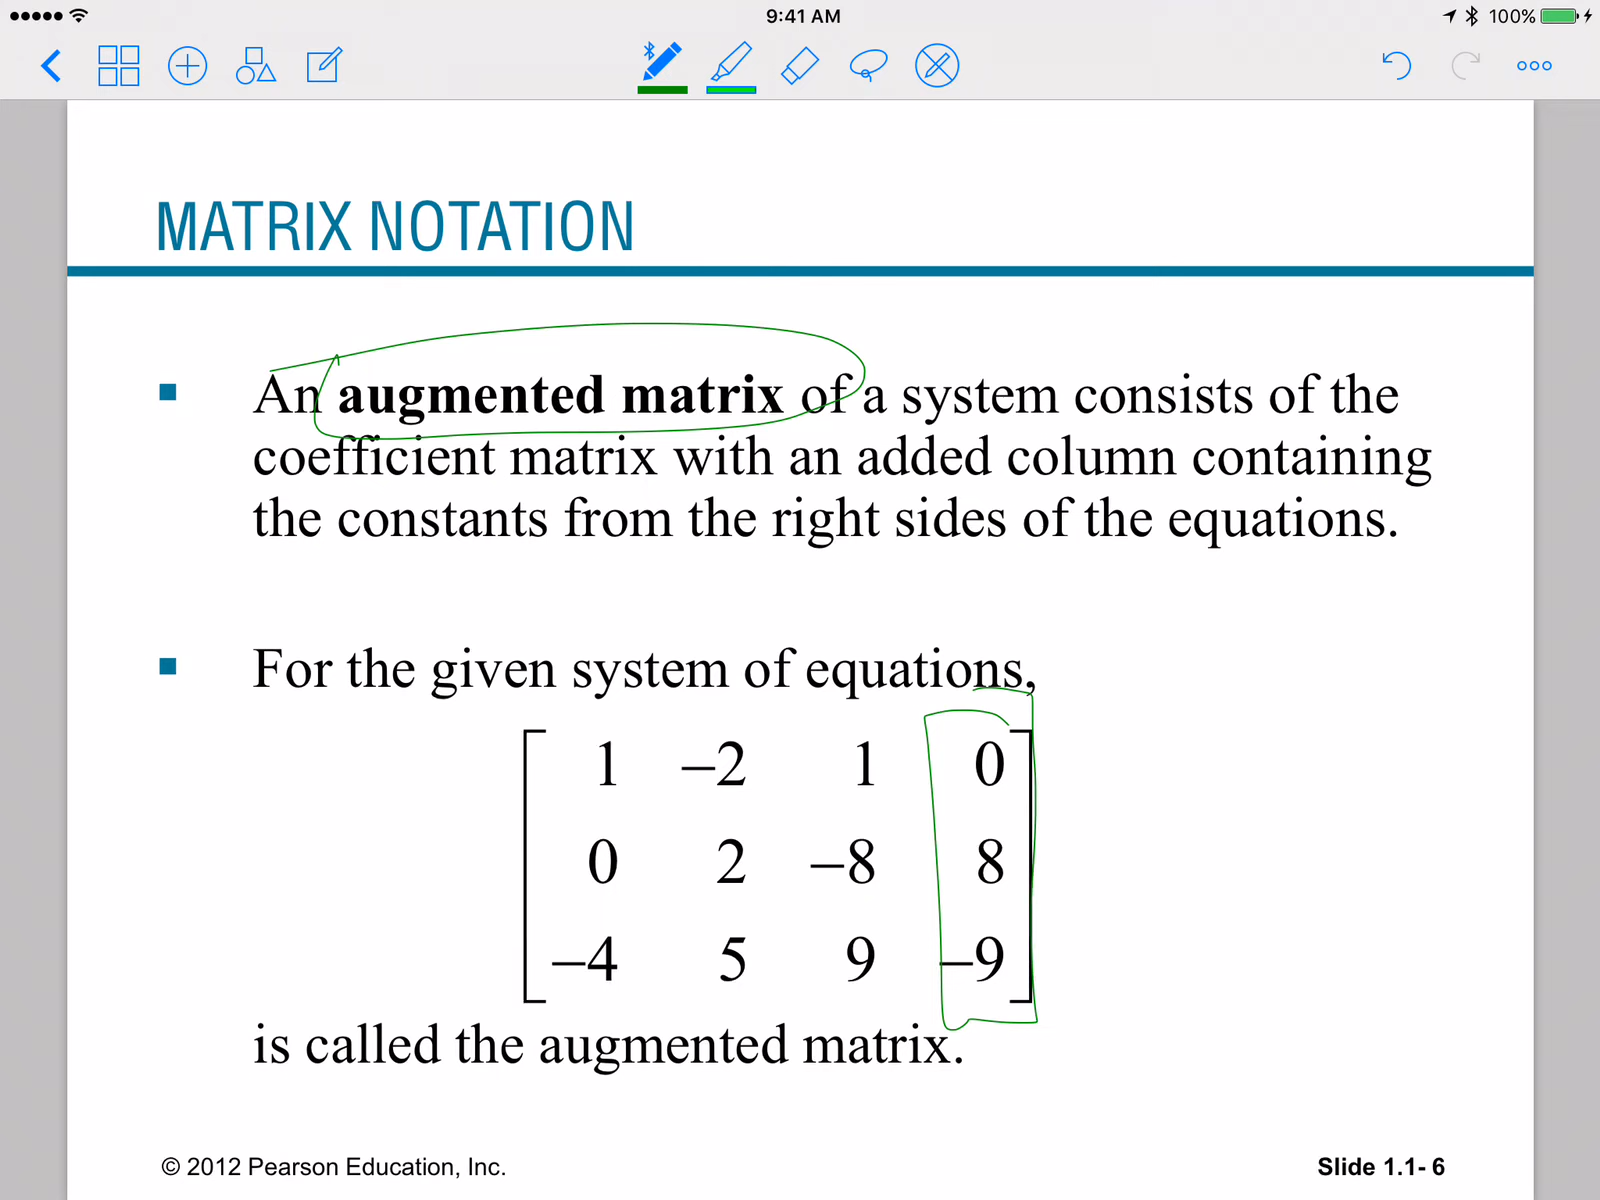 9:41 AM
100%
MATRIX NOTATION
▪ An augmented matrix of a system consists of the
coefficient matrix with an added column containing
the constants from the right sides of the equations.
▪ For the given system of equations,
1 –2 1 0
0 2 –8 8
–4 5 9 –9
is called the augmented matrix.
© 2012 Pearson Education, Inc.
Slide 1.1- 6